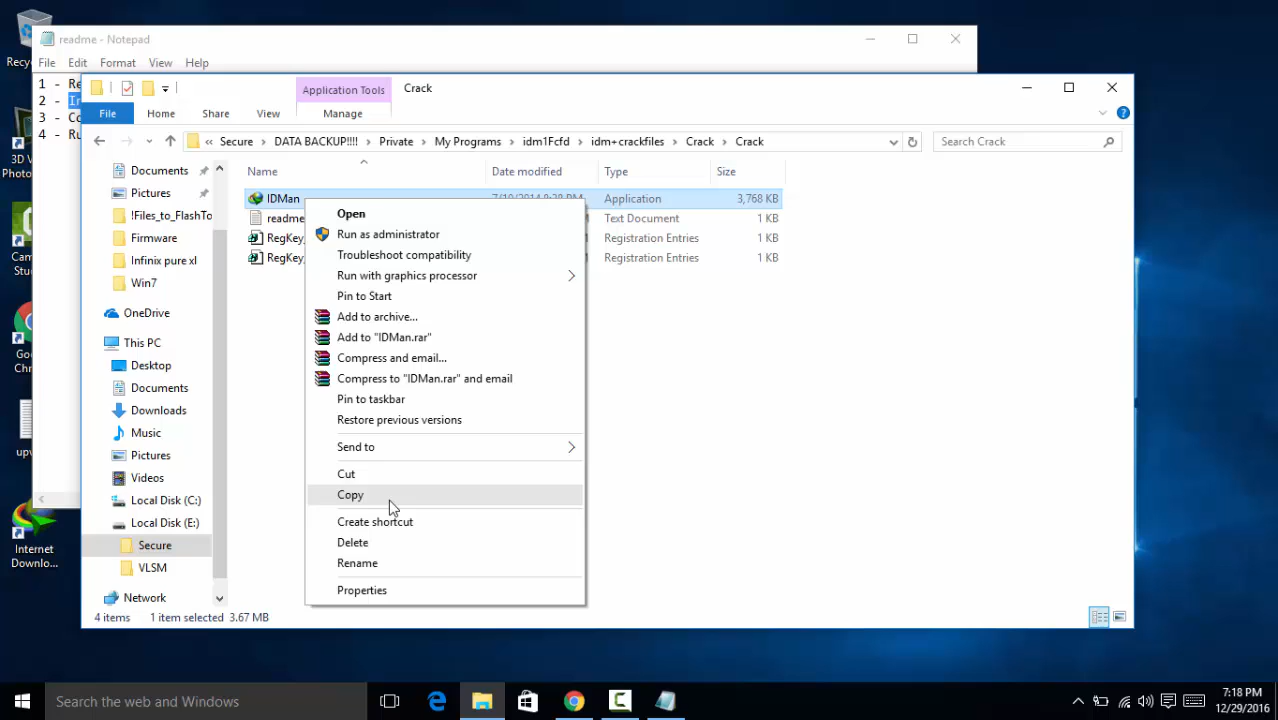 Recy
readme - Notepad
File Edit Format View Help
1 - Re
2 - In
3 - Co
4 - Ru
Application Tools
Crack
File Home Share View Manage
Secure DATA BACKUP!!!! Private My Programs idm1Fcfd idm+crackfiles Crack Crack
Search Crack
Name Date modified Type Size
IDMan 7/10/2014 8:38 PM Application 3,768 KB
readme Text Document 1 KB
RegKey Registration Entries 1 KB
RegKey Registration Entries 1 KB
Documents
Pictures
!Files_to_FlashTo
Firmware
Infinix pure xl
Win7
OneDrive
This PC
Desktop
Documents
Downloads
Music
Pictures
Videos
Local Disk (C:)
Local Disk (E:)
Secure
VLSM
Network
Open
Run as administrator
Troubleshoot compatibility
Run with graphics processor
Pin to Start
Add to archive...
Add to "IDMan.rar"
Compress and email...
Compress to "IDMan.rar" and email
Pin to taskbar
Restore previous versions
Send to
Cut
Copy
Create shortcut
Delete
Rename
Properties
4 items 1 item selected 3.67 MB
3D V
Photo
Cam
Stu
Go
Chr
upv
Internet
Downlo...
Search the web and Windows
7:18 PM
12/29/2016